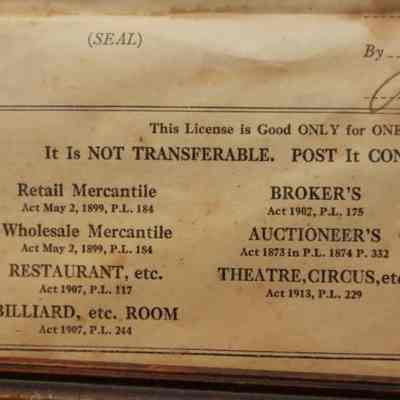 (SEAL)
By
This License is Good ONLY for ONE
It Is NOT TRANSFERABLE. POST It CON
Retail Mercantile
Act May 2, 1899, P.L. 184
Wholesale Mercantile
Act May 2, 1899, P.L. 184
RESTAURANT, etc.
Act 1907, P.L. 117
BILLIARD, etc. ROOM
Act 1907, P.L. 244
BROKER'S
Act 1907, P.L. 175
AUCTIONEER'S
Act 1873 in P.L. 1874 P. 332
THEATRE, CIRCUS, etc
Act 1913, P.L. 229